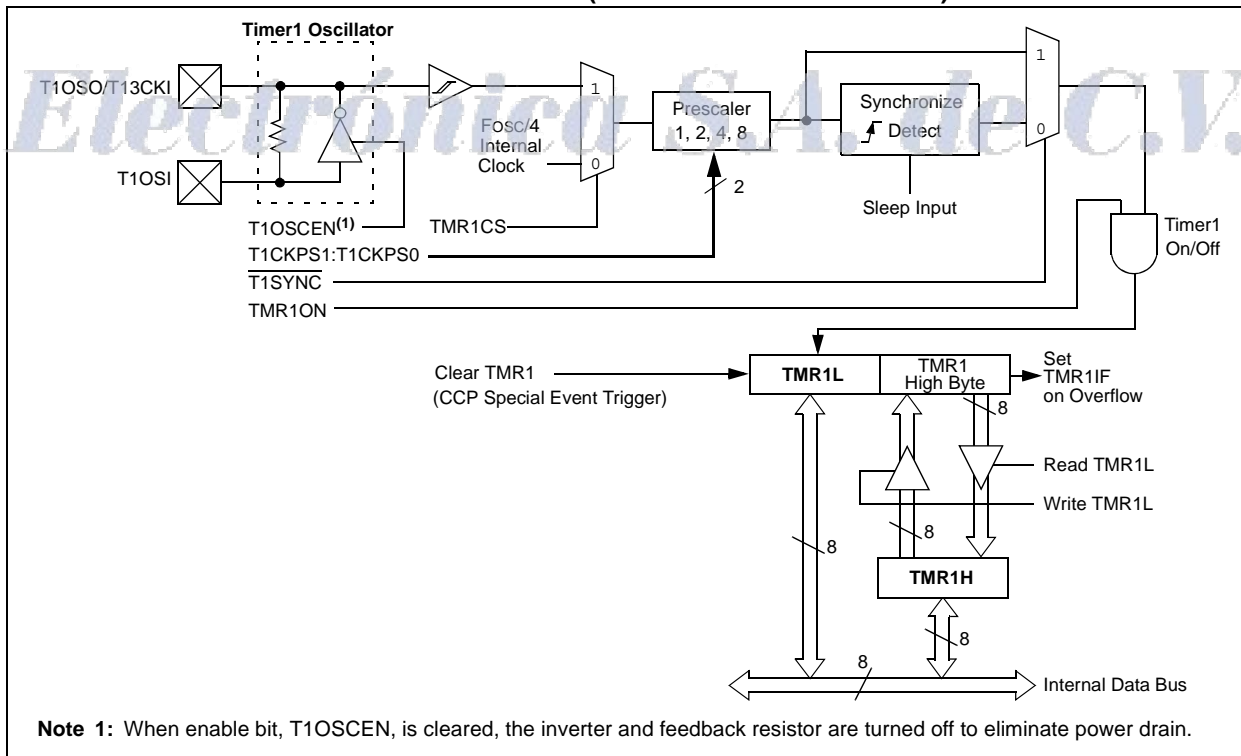 Timer1 Oscillator
T1OSO/T13CKI
T1OSI
1
0
FOSC/4
Internal
Clock
Prescaler
1, 2, 4, 8
2
Synchronize
Detect
1
0
Sleep Input
T1OSCEN(1)
TMR1CS
T1CKPS1:T1CKPS0
T1SYNC
TMR1ON
Timer1
On/Off
Electrónica S.A. de C.V.
Clear TMR1
(CCP Special Event Trigger)
TMR1L
TMR1
High Byte
Set
TMR1IF
on Overflow
8
Read TMR1L
Write TMR1L
8
8
TMR1H
8
8
Internal Data Bus
Note 1: When enable bit, T1OSCEN, is cleared, the inverter and feedback resistor are turned off to eliminate power drain.